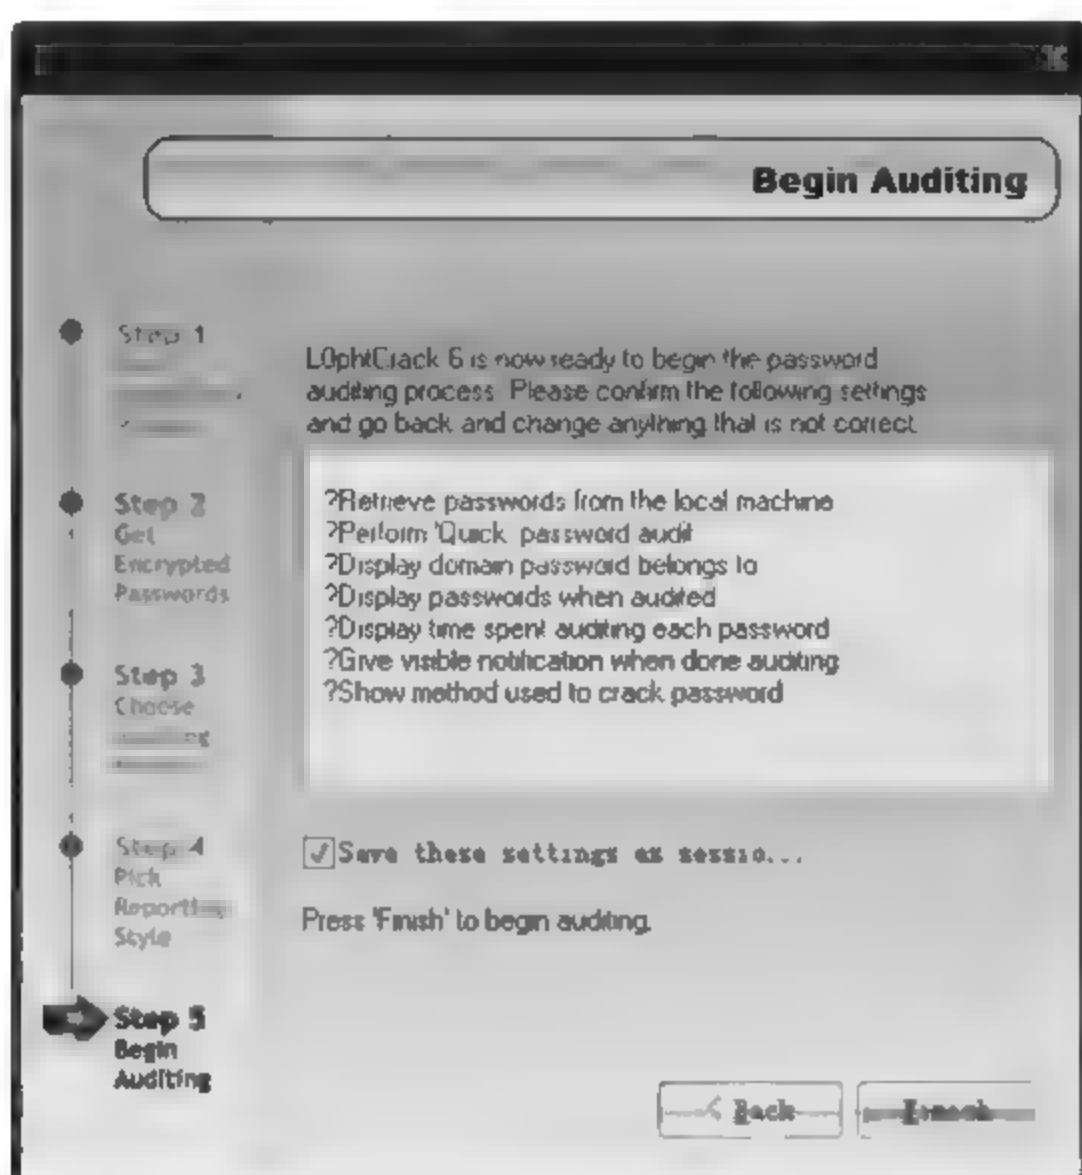 Begin Auditing
Step 1
L0phtCrack 6 is now ready to begin the password
auditing process. Please confirm the following settings
and go back and change anything that is not correct.
?Retrieve passwords from the local machine
?Perform 'Quick' password audit
?Display domain password belongs to
?Display passwords when audited
?Display time spent auditing each password
?Give visible notification when done auditing
?Show method used to crack password
Step 2
Get
Encrypted
Passwords
Step 3
Choose
Step 4
Pick
Reporting
Style
Save these settings as sessio...
Press 'Finish' to begin auditing.
Step 5
Begin
Auditing
Back